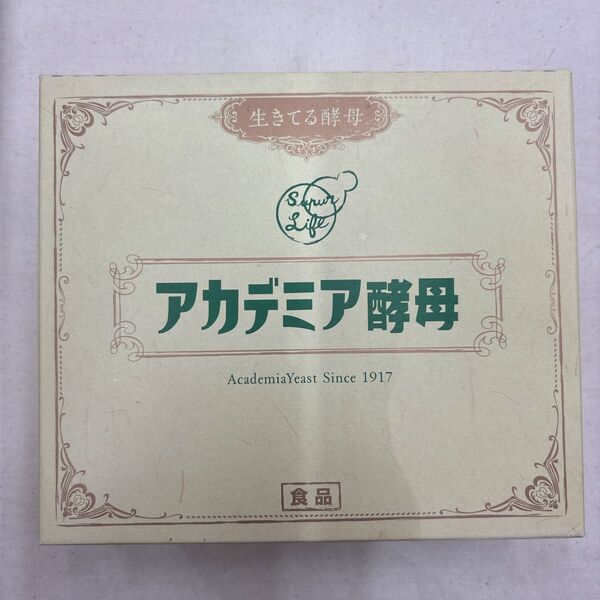 生きてる酵母
Supur
Life
アカデミア酵母
AcademiaYeast Since 1917
食品